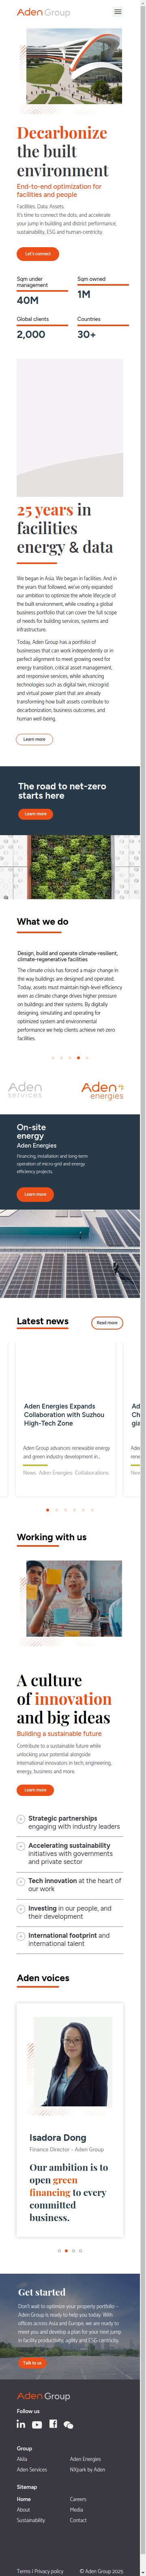 Aden Group
Decarbonize
the built
environment
End-to-end optimization for
facilities and people
Facilities. Data. Assets.
It's time to connect the dots, and accelerate
your jump in building and district performance,
sustainability, ESG and human-centricity.
Let's connect
Sqm under
management
40M
Sqm owned
1M
Global clients
2,000
Countries
30+
25 years in
facilities
energy & data
We began in Asia. We began in facilities. And in
the years that followed, we've only expanded
our ambition to optimize the whole lifecycle of
the built environment, while creating a global
business portfolio that can cover the full scope
of needs for building services, systems and
infrastructure.
Today, Aden Group has a portfolio of
businesses that can work independently or in
perfect alignment to meet growing need for
energy transition, critical asset management,
and responsive services, while advancing
technologies such as digital twin, microgrid
and virtual power plant that are already
transforming how built assets contribute to
decarbonization, business outcomes, and
human well-being.
Learn more
The road to net-zero
starts here
Learn more
What we do
Design, build and operate climate-resilient,
climate-regenerative facilities
The climate crisis has forced a major change in
the way buildings are designed and operated.
Today, assets must maintain high-level efficiency
even as climate change drives higher pressure
on buildings and their systems. By digitally
designing, simulating and operating for
optimized system and environmental
performance we help clients achieve net-zero
facilities.
Aden
services
Aden
energies
On-site
energy
Aden Energies
Financing, installation and long-term
operation of micro-grid and energy
efficiency projects.
Learn more
Latest news
Read more
Aden Energies Expands
Collaboration with Suzhou
High-Tech Zone
Aden Group advances renewable energy
and green industry development in...
News Aden Energies Collaborations
Working with us
A culture
of innovation
and big ideas
Building a sustainable future
Contribute to a sustainable future while
unlocking your potential alongside
international innovators in tech, engineering,
energy, business and more.
Learn more
Strategic partnerships
engaging with industry leaders
Accelerating sustainability
initiatives with governments
and private sector
Tech innovation at the heart of
our work
Investing in our people, and
their development
International footprint and
international talent
Aden voices
Isadora Dong
Finance Director – Aden Group
Our ambition is to
open green
financing to every
committed
business.
Get started
Don't wait to optimize your property portfolio –
Aden Group is ready to help you today. With
offices across Asia and Europe, we are ready to
meet you and develop a plan for your next jump
in facility productivity, agility and ESG centricity.
Talk to us
Aden Group
Follow us
Group
Akila
Aden Energies
Aden Services
NXpark by Aden
Sitemap
Home
Careers
About
Media
Sustainability
Contact
Terms | Privacy policy
© Aden Group 2025